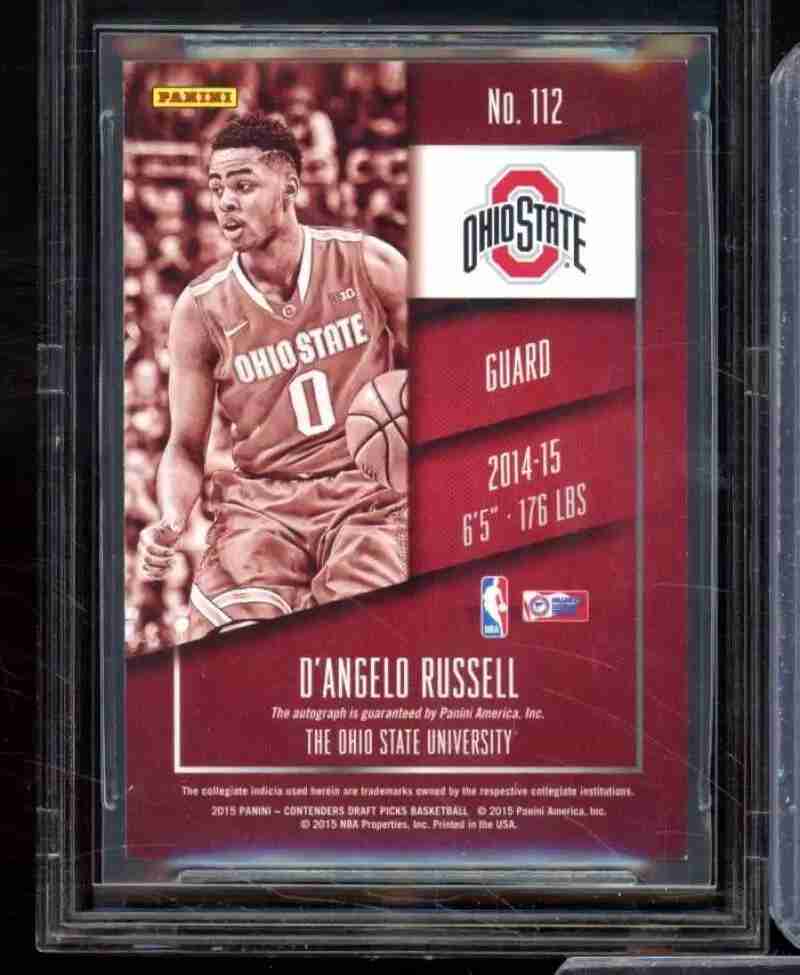 PANINI
No. 112
OHIO STATE
B1G
OHIO STATE
0
GUARD
2014-15
6'5" · 176 LBS
NBA
D'ANGELO RUSSELL
The autograph is guaranteed by Panini America, Inc.
THE OHIO STATE UNIVERSITY
The collegiate indicia used herein are trademarks owned by the respective collegiate institutions.
2015 PANINI – CONTENDERS DRAFT PICKS BASKETBALL © 2015 Panini America, Inc.
© 2015 NBA Properties, Inc. Printed in the USA.